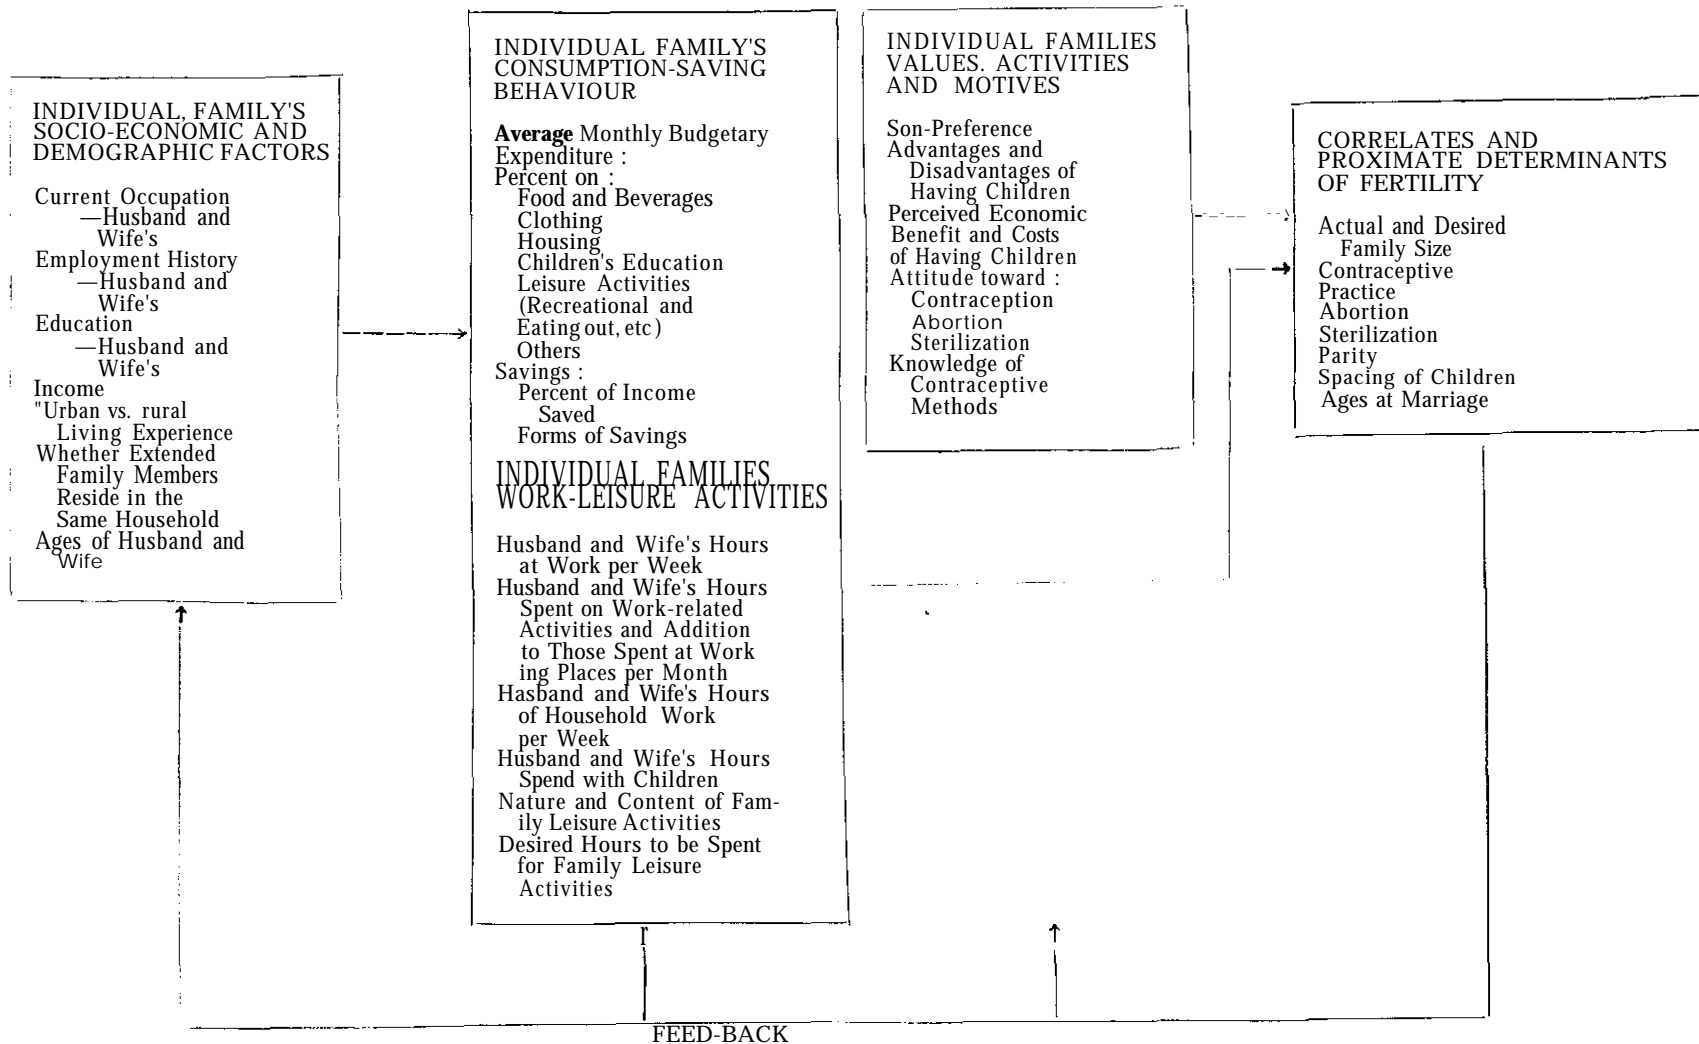 INDIVIDUAL, FAMILY'S
SOCIO-ECONOMIC AND
DEMOGRAPHIC FACTORS
Current Occupation
—Husband and
Wife's
Employment History
—Husband and
Wife's
Education
—Husband and
Wife's
Income
"Urban vs. rural
Living Experience
Whether Extended
Family Members
Reside in the
Same Household
Ages of Husband and
Wife
INDIVIDUAL FAMILY'S
CONSUMPTION-SAVING
BEHAVIOUR
Average Monthly Budgetary
Expenditure :
Percent on :
Food and Beverages
Clothing
Housing
Children's Education
Leisure Activities
(Recreational and
Eating out, etc)
Others
Savings :
Percent of Income
Saved
Forms of Savings
INDIVIDUAL FAMILIES
WORK-LEISURE ACTIVITIES
Husband and Wife's Hours
at Work per Week
Husband and Wife's Hours
Spent on Work-related
Activities and Addition
to Those Spent at Work
ing Places per Month
Hasband and Wife's Hours
of Household Work
per Week
Husband and Wife's Hours
Spend with Children
Nature and Content of Fam-
ily Leisure Activities
Desired Hours to be Spent
for Family Leisure
Activities
INDIVIDUAL FAMILIES
VALUES. ACTIVITIES
AND MOTIVES
Son-Preference
Advantages and
Disadvantages of
Having Children
Perceived Economic
Benefit and Costs
of Having Children
Attitude toward :
Contraception
Abortion
Sterilization
Knowledge of
Contraceptive
Methods
CORRELATES AND
PROXIMATE DETERMINANTS
OF FERTILITY
Actual and Desired
Family Size
Contraceptive
Practice
Abortion
Sterilization
Parity
Spacing of Children
Ages at Marriage
FEED-BACK